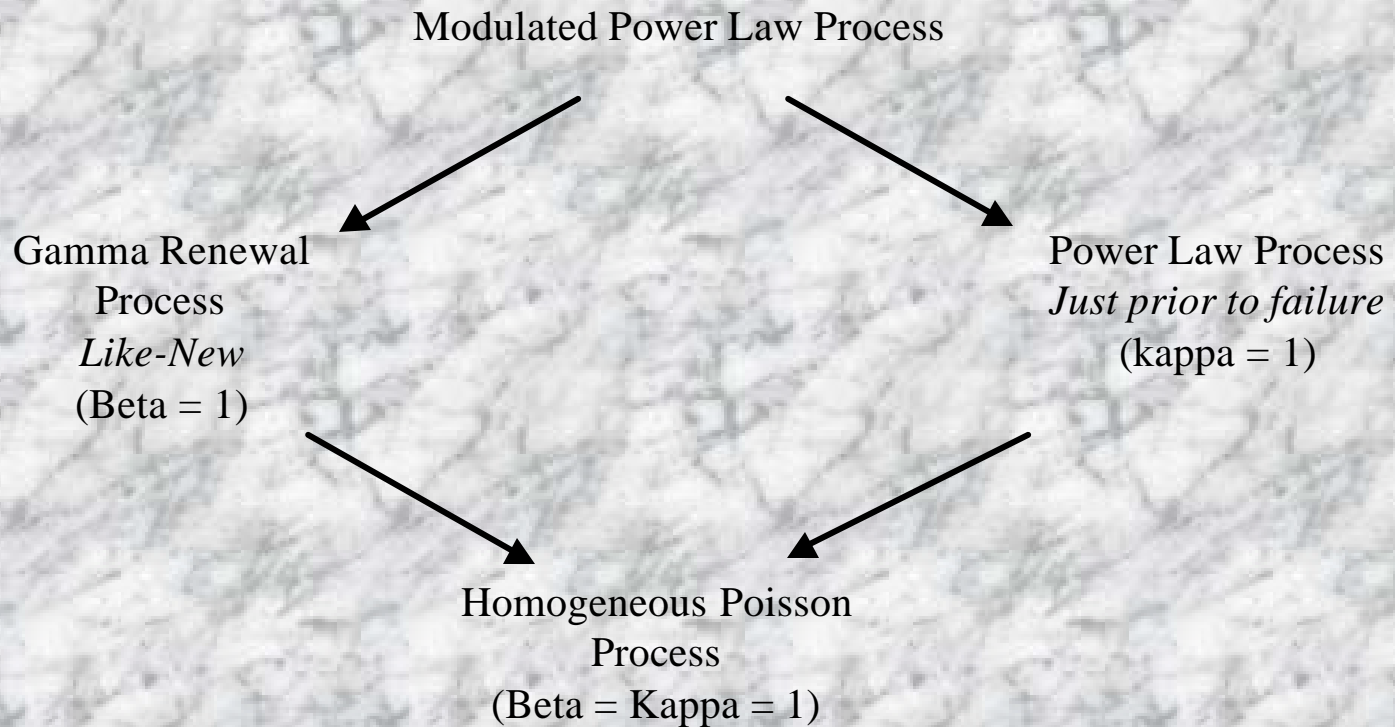 Modulated Power Law Process
Gamma Renewal
Process
Like-New
(Beta = 1)
Power Law Process
Just prior to failure
(kappa = 1)
Homogeneous Poisson
Process
(Beta = Kappa = 1)